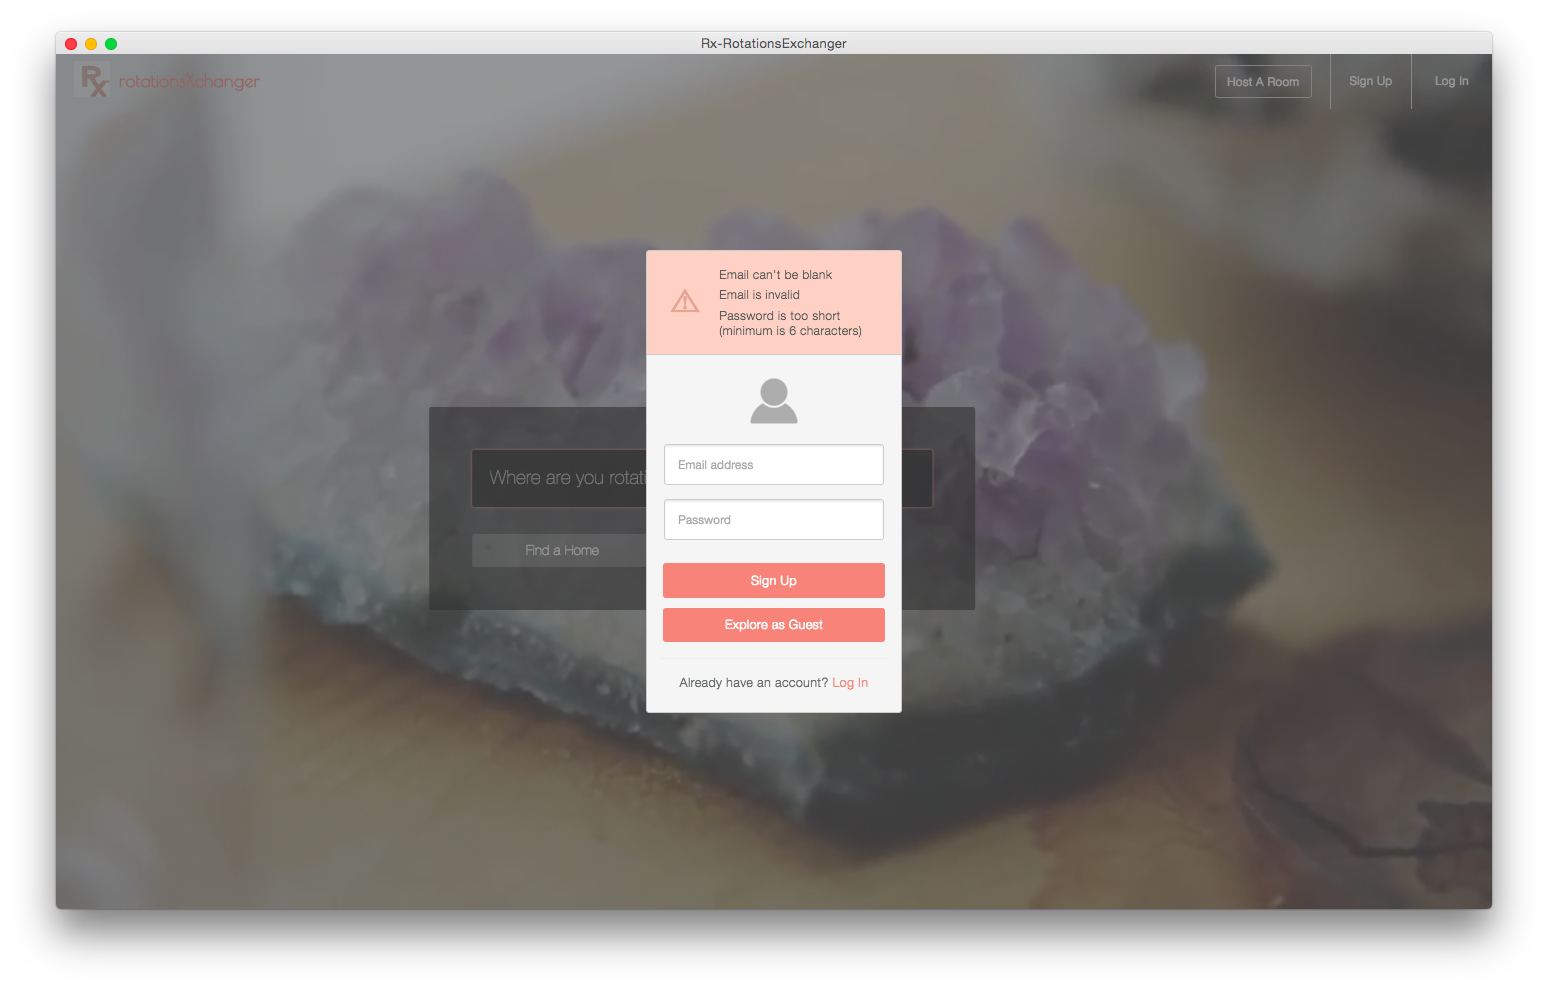 Rx-RotationsExchanger
Rx rotationsXchanger
Host A Room
Sign Up
Log In
Email can't be blank
Email is invalid
Password is too short
(minimum is 6 characters)
Where are you
Email address
Password
Find a Home
Sign Up
Explore as Guest
Already have an account? Log In